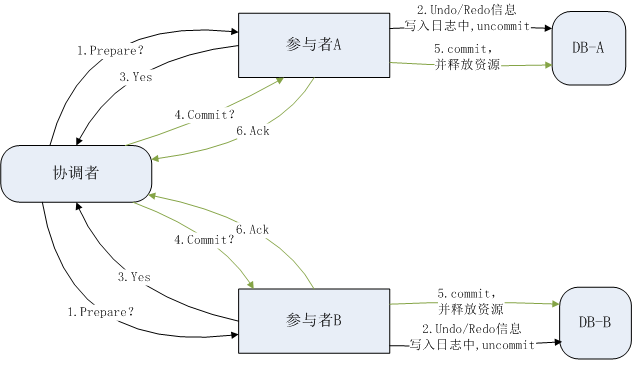 2.Undo/Redo信息
写入日志中,uncommit
参与者A
DB-A
1.Prepare？
5.commit，
并释放资源
3.Yes
4.Commit？
6.Ack
协调者
6.Ack
4.Commit？
3.Yes
5.commit，
并释放资源
1.Prepare？
参与者B
DB-B
2.Undo/Redo信息
写入日志中,uncommit